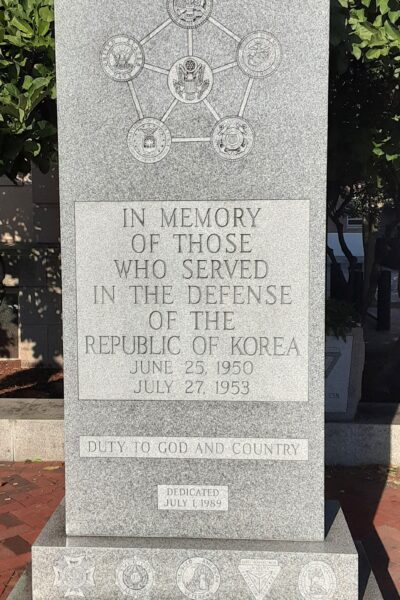 IN MEMORY
OF THOSE
WHO SERVED
IN THE DEFENSE
OF THE
REPUBLIC OF KOREA
JUNE 25, 1950
JULY 27, 1953
DUTY TO GOD AND COUNTRY
DEDICATED
JULY 1, 1989